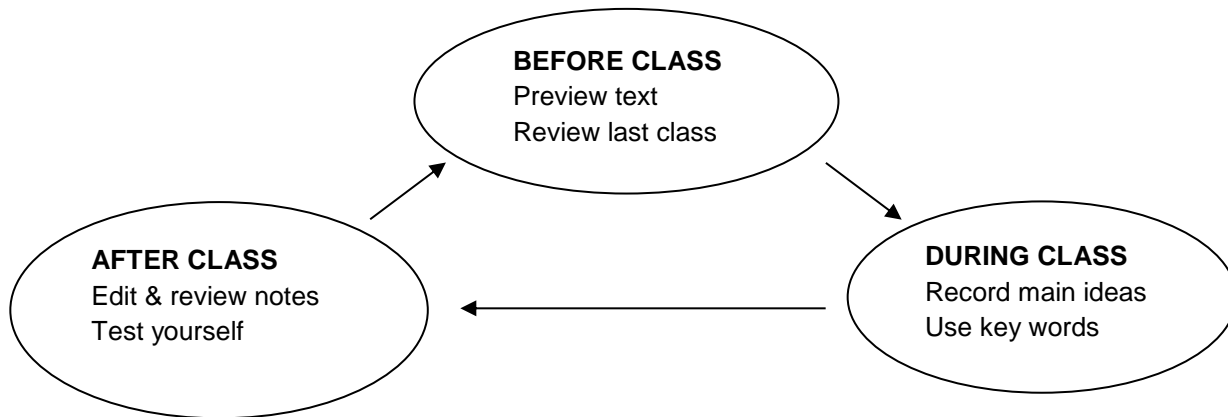 BEFORE CLASS
Preview text
Review last class
DURING CLASS
Record main ideas
Use key words
AFTER CLASS
Edit & review notes
Test yourself